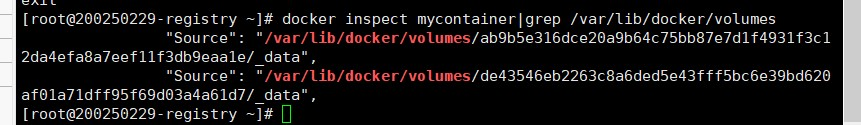 exit
[root@200250229-registry ~]# docker inspect mycontainer|grep /var/lib/docker/volumes
"Source": "/var/lib/docker/volumes/ab9b5e316dce20a9b64c75bb87e7d1f4931f3c1
2da4efa8a7eef11f3db9eaa1e/_data",
"Source": "/var/lib/docker/volumes/de43546eb2263c8a6ded5e43fff5bc6e39bd620
af01a71dff95f69d03a4a61d7/_data",
[root@200250229-registry ~]#